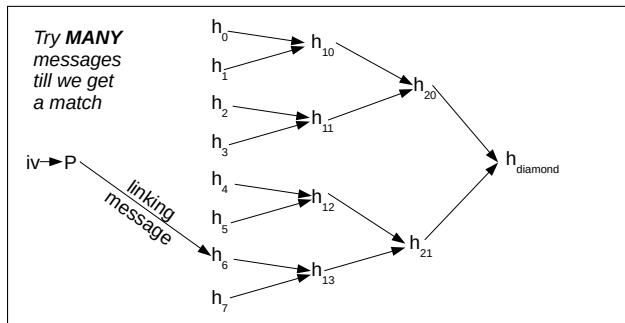 Try MANY
messages
till we get
a match
h0
h1
h2
h3
h4
h5
h6
h7
h10
h11
h12
h13
h20
h21
hdiamond
iv
P
linking
message